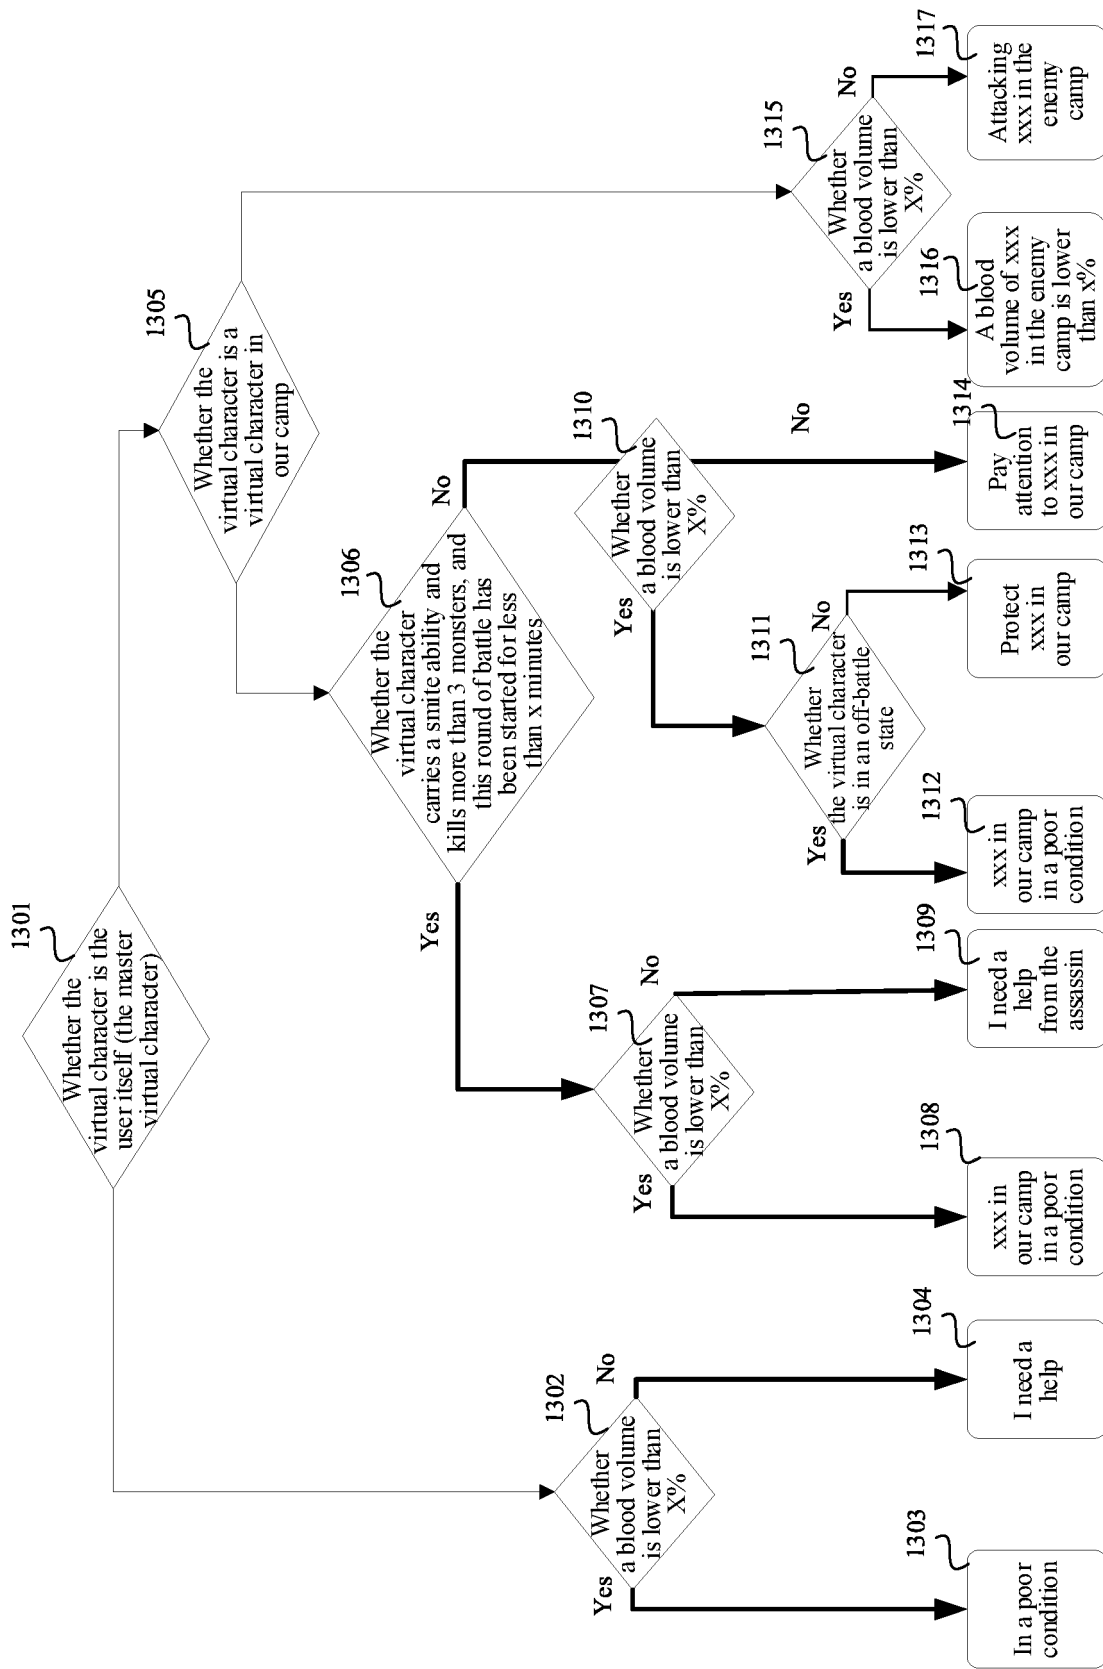 1301
Whether the
virtual character is the
user itself (the master
virtual character)
1302
Whether
a blood volume
is lower than
X%
Yes
No
1303
In a poor
condition
1304
I need a
help
1305
Whether the
virtual character is a
virtual character in
our camp
1306
Whether the
virtual character
carries a smite ability and
kills more than 3 monsters, and
this round of battle has
been started for less
than x minutes
Yes
No
1307
Whether
a blood volume
is lower than
X%
Yes
No
1308
xxx in
our camp
in a poor
condition
1309
I need a
help
from the
assassin
1310
Whether
a blood volume
is lower than
X%
Yes
No
1311
Whether
the virtual character
is in an off-battle
state
Yes
No
1312
xxx in
our camp
in a poor
condition
1313
Protect
xxx in
our camp
1314
Pay
attention
to xxx in
our camp
1315
Whether
a blood volume
is lower than
X%
Yes
No
1316
A blood
volume of xxx
in the enemy
camp is lower
than x%
1317
Attacking
xxx in the
enemy
camp